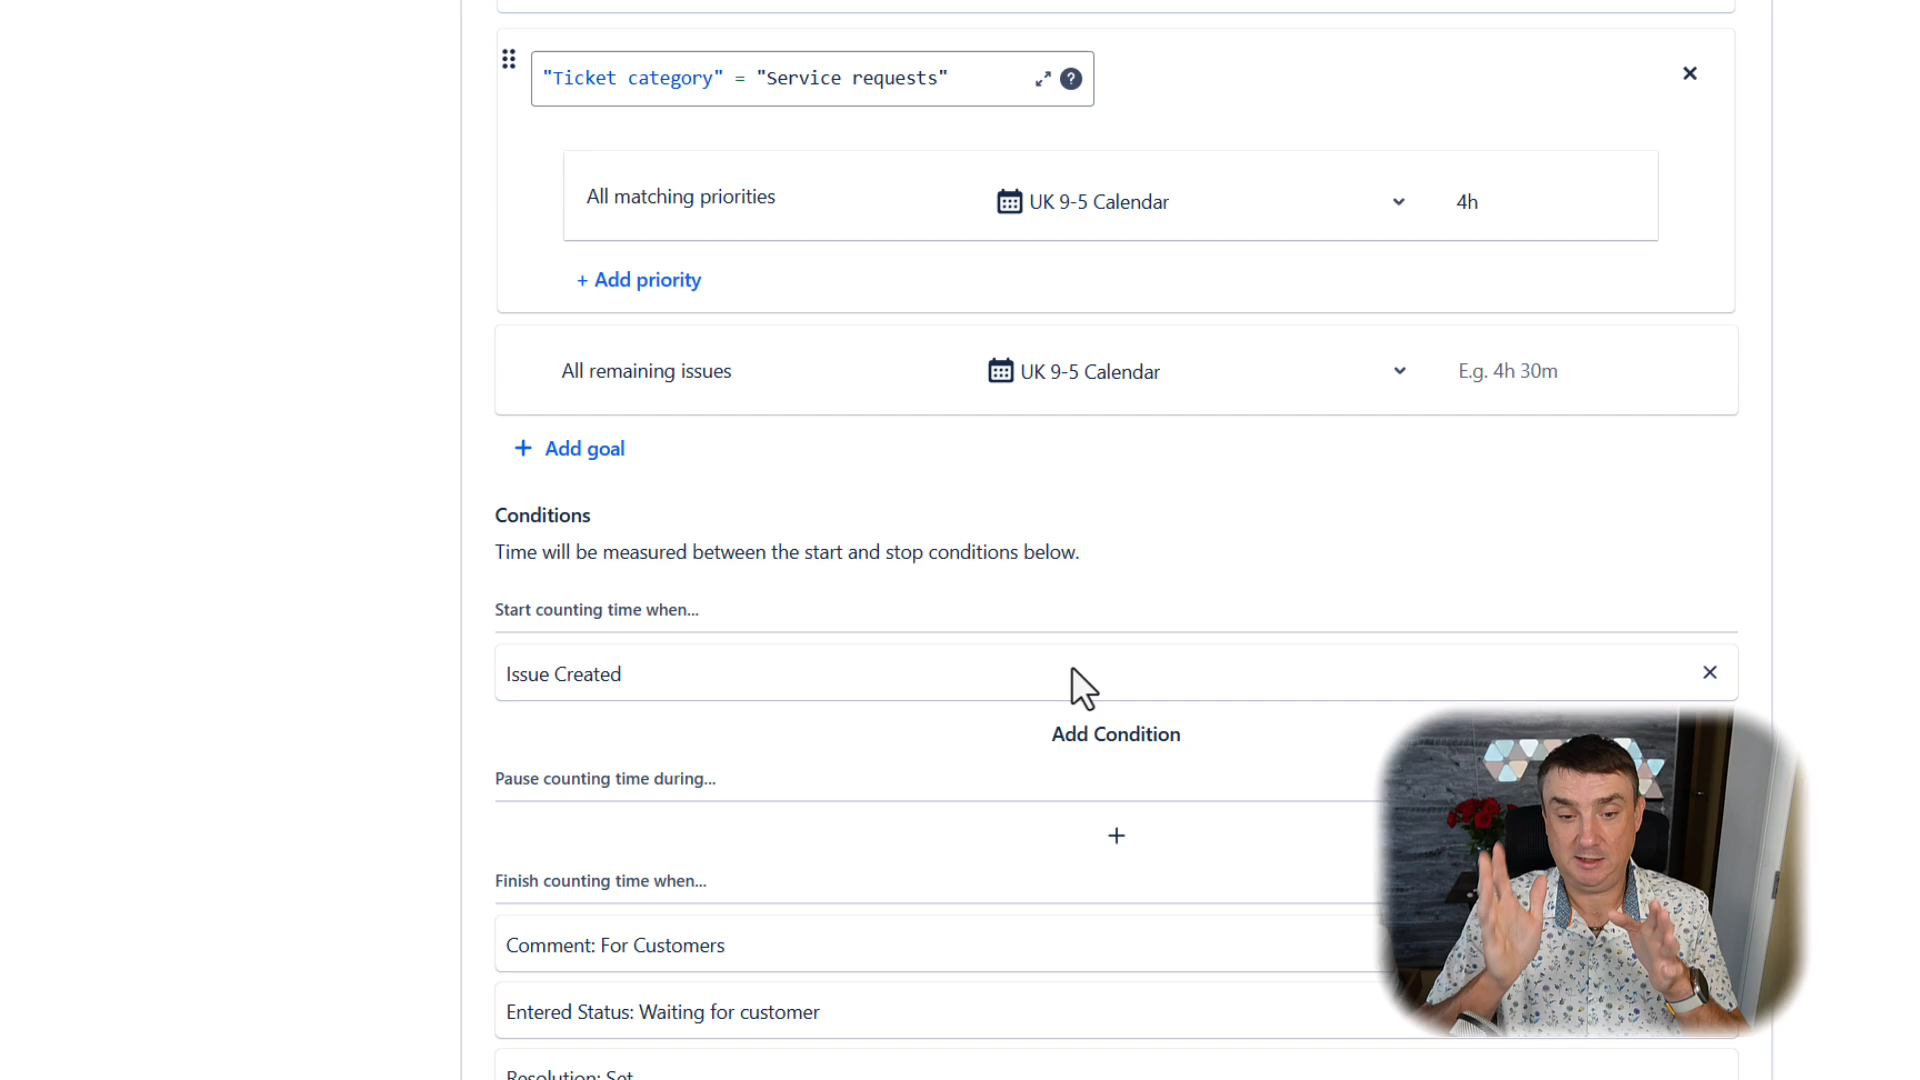 "Ticket category" = "Service requests"
All matching priorities
UK 9-5 Calendar
4h
+ Add priority
All remaining issues
UK 9-5 Calendar
E.g. 4h 30m
+ Add goal
Conditions
Time will be measured between the start and stop conditions below.
Start counting time when...
Issue Created
Add Condition
Pause counting time during...
Finish counting time when...
Comment: For Customers
Entered Status: Waiting for customer
Resolution: Set